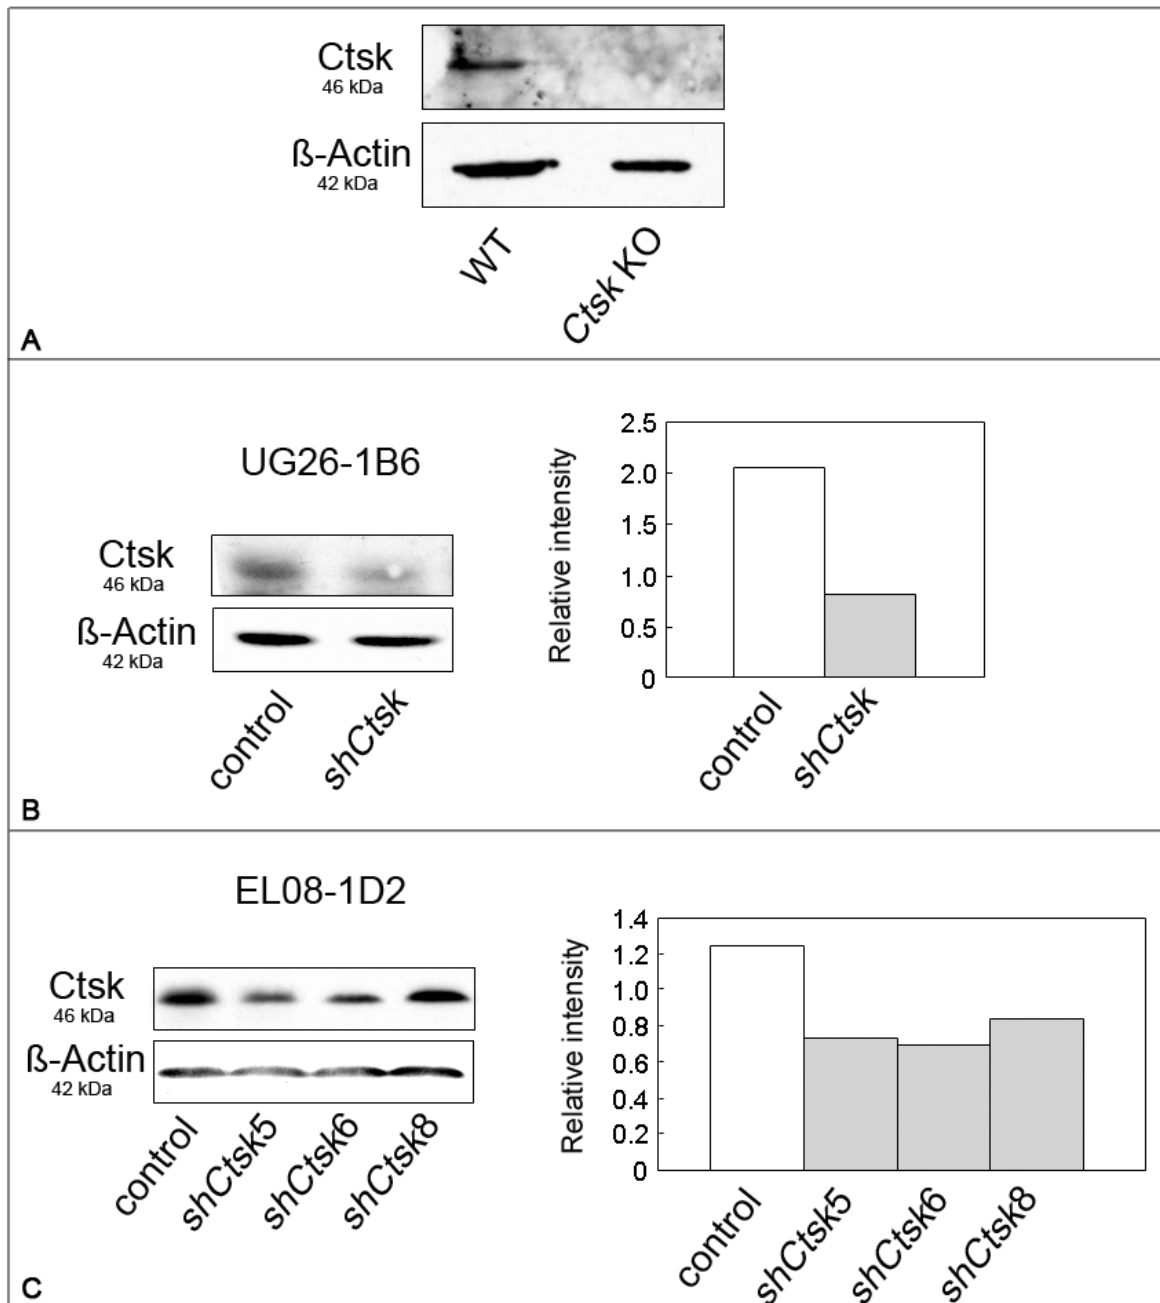 Ctsk
46 kDa
ß-Actin
42 kDa
WT
Ctsk KO
A
UG26-1B6
Ctsk
46 kDa
ß-Actin
42 kDa
control
shCtsk
Relative intensity
2.5
2.0
1.5
1.0
0.5
0
control
shCtsk
B
EL08-1D2
Ctsk
46 kDa
ß-Actin
42 kDa
control
shCtsk5
shCtsk6
shCtsk8
Relative intensity
1.4
1.2
1.0
0.8
0.6
0.4
0.2
0
control
shCtsk5
shCtsk6
shCtsk8
C